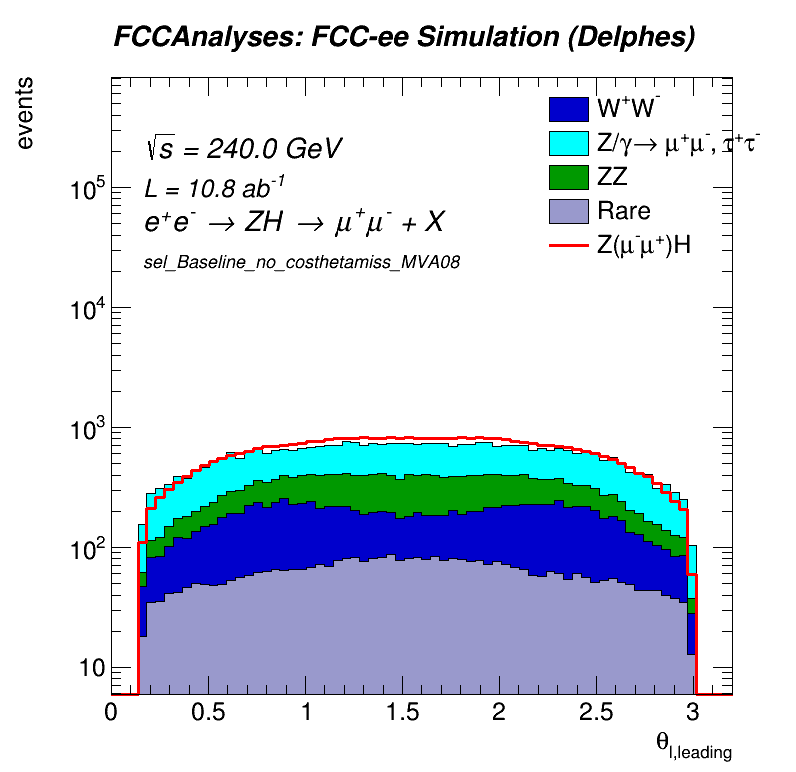 FCCAnalyses: FCC-ee Simulation (Delphes)
events
√s = 240.0 GeV
L = 10.8 ab⁻¹
e⁺e⁻ → ZH → μ⁺μ⁻ + X
sel_Baseline_no_costhetamiss_MVA08
W⁺W⁻
Z/γ→ μ⁺μ⁻, τ⁺τ⁻
ZZ
Rare
Z(μ⁻μ⁺)H
10⁵
10⁴
10³
10²
10
0 0.5 1 1.5 2 2.5 3
θl,leading